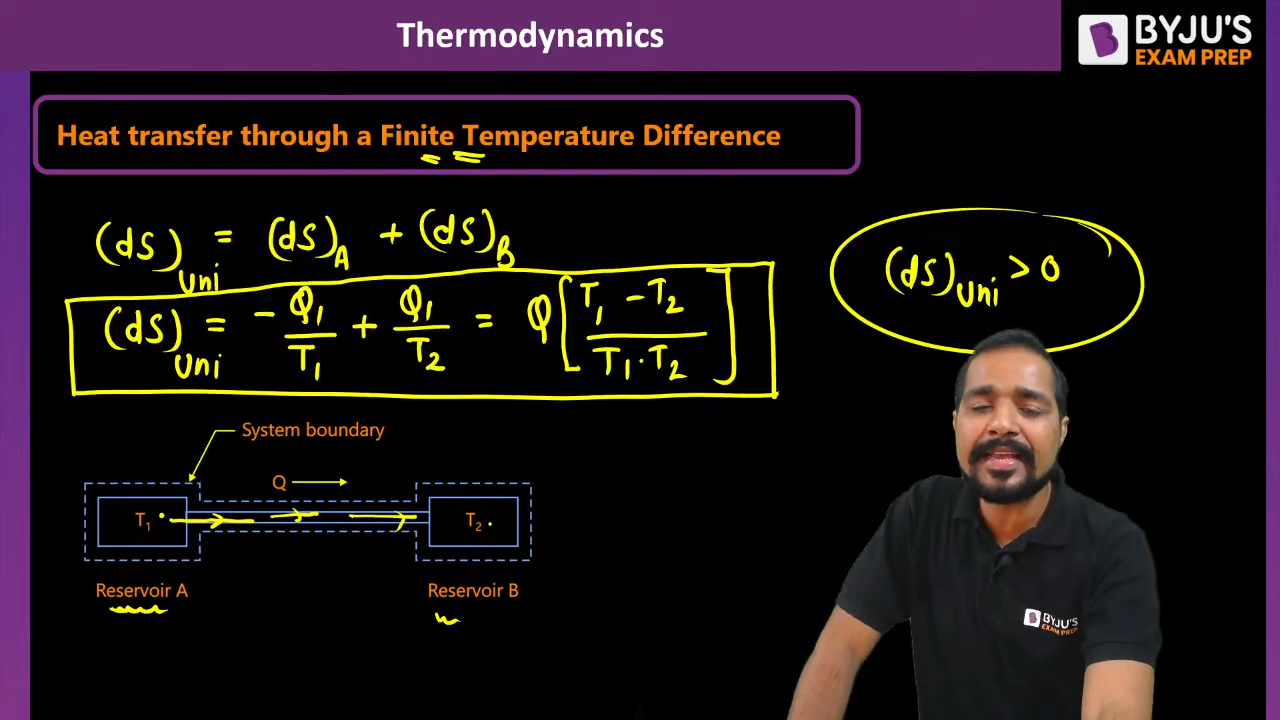 Thermodynamics
BYJU'S
EXAM PREP
Heat transfer through a Finite Temperature Difference
(dS)uni = (dS)A + (dS)B
(dS)uni = - Q1/T1 + Q1/T2 = Q[(T1 - T2)/(T1 · T2)]
(dS)uni > 0
System boundary
Q
T1
T2
Reservoir A
Reservoir B
BYJU'S
EXAM PREP